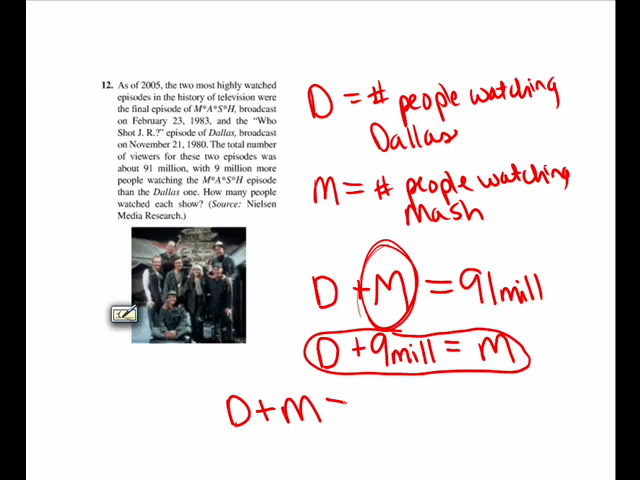 12. As of 2005, the two most highly watched
episodes in the history of television were
the final episode of M*A*S*H, broadcast
on February 23, 1983, and the “Who
Shot J. R.?” episode of Dallas, broadcast
on November 21, 1980. The total number
of viewers for these two episodes was
about 91 million, with 9 million more
people watching the M*A*S*H episode
than the Dallas one. How many people
watched each show? (Source: Nielsen
Media Research.)
D = # people watching
Dallas
M = # people watching
mash
D + M = 91mill
D + 9mill = M
D + M =